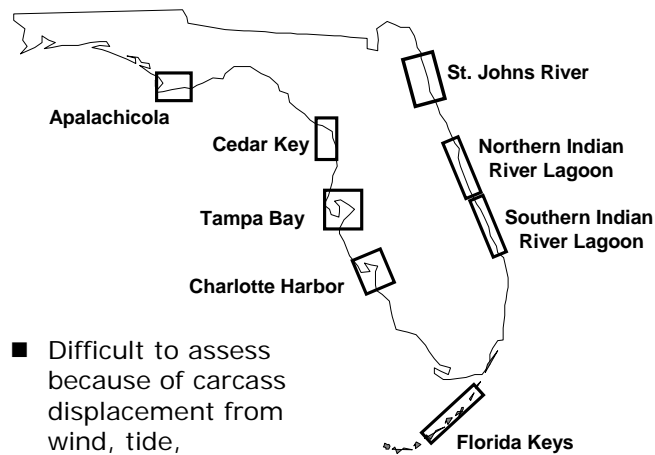 St. Johns River
Apalachicola
Cedar Key
Northern Indian
River Lagoon
Tampa Bay
Southern Indian
River Lagoon
Charlotte Harbor
■ Difficult to assess
because of carcass
displacement from
wind, tide,
Florida Keys